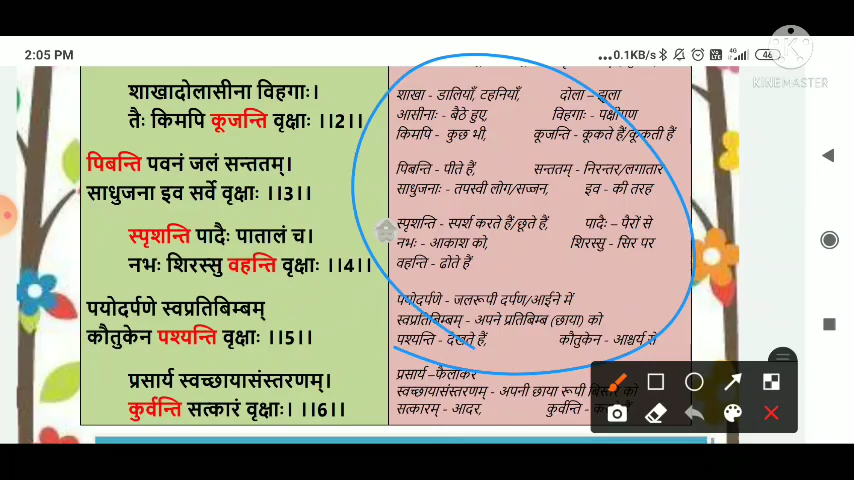 2:05 PM
...0.1KB/s 4G 46
KINEMASTER
शाखादोलासीना विहगाः।
तैः किमपि कूजन्ति वृक्षाः ।।2।।
पिबन्ति पवनं जलं सन्ततम्।
साधुजना इव सर्वे वृक्षाः ।।3।।
स्पृशन्ति पादैः पातालं च।
नभः शिरस्सु वहन्ति वृक्षाः ।।4।।
पयोदर्पणे स्वप्रतिबिम्बम्
कौतुकेन पश्यन्ति वृक्षाः ।।5।।
प्रसार्य स्वच्छायासंस्तरणम्।
कुर्वन्ति सत्कारं वृक्षाः। ।।6।।
शाखा - डालियाँ, टहनियाँ, दोला – झूला
आसीनाः - बैठे हुए, विहगाः - पक्षीगण
किमपि - कुछ भी, कूजन्ति - कूकते हैं/कूकती हैं
पिबन्ति - पीते हैं, सन्ततम् - निरन्तर/लगातार
साधुजनाः - तपस्वी लोग/सज्जन, इव - की तरह
स्पृशन्ति - स्पर्श करते हैं/छूते हैं, पादैः – पैरों से
नभः - आकाश को, शिरस्सु - सिर पर
वहन्ति - ढोते हैं
पयोदर्पणे - जलरूपी दर्पण/आईने में
स्वप्रतिबिम्बम् - अपने प्रतिबिम्ब (छाया) को
पश्यन्ति - देखते हैं, कौतुकेन - आश्चर्य से
प्रसार्य –फैलाकर
स्वच्छायासंस्तरणम् - अपनी छाया रूपी बिस्तर को
सत्कारम् - आदर, कुर्वन्ति - करते हैं